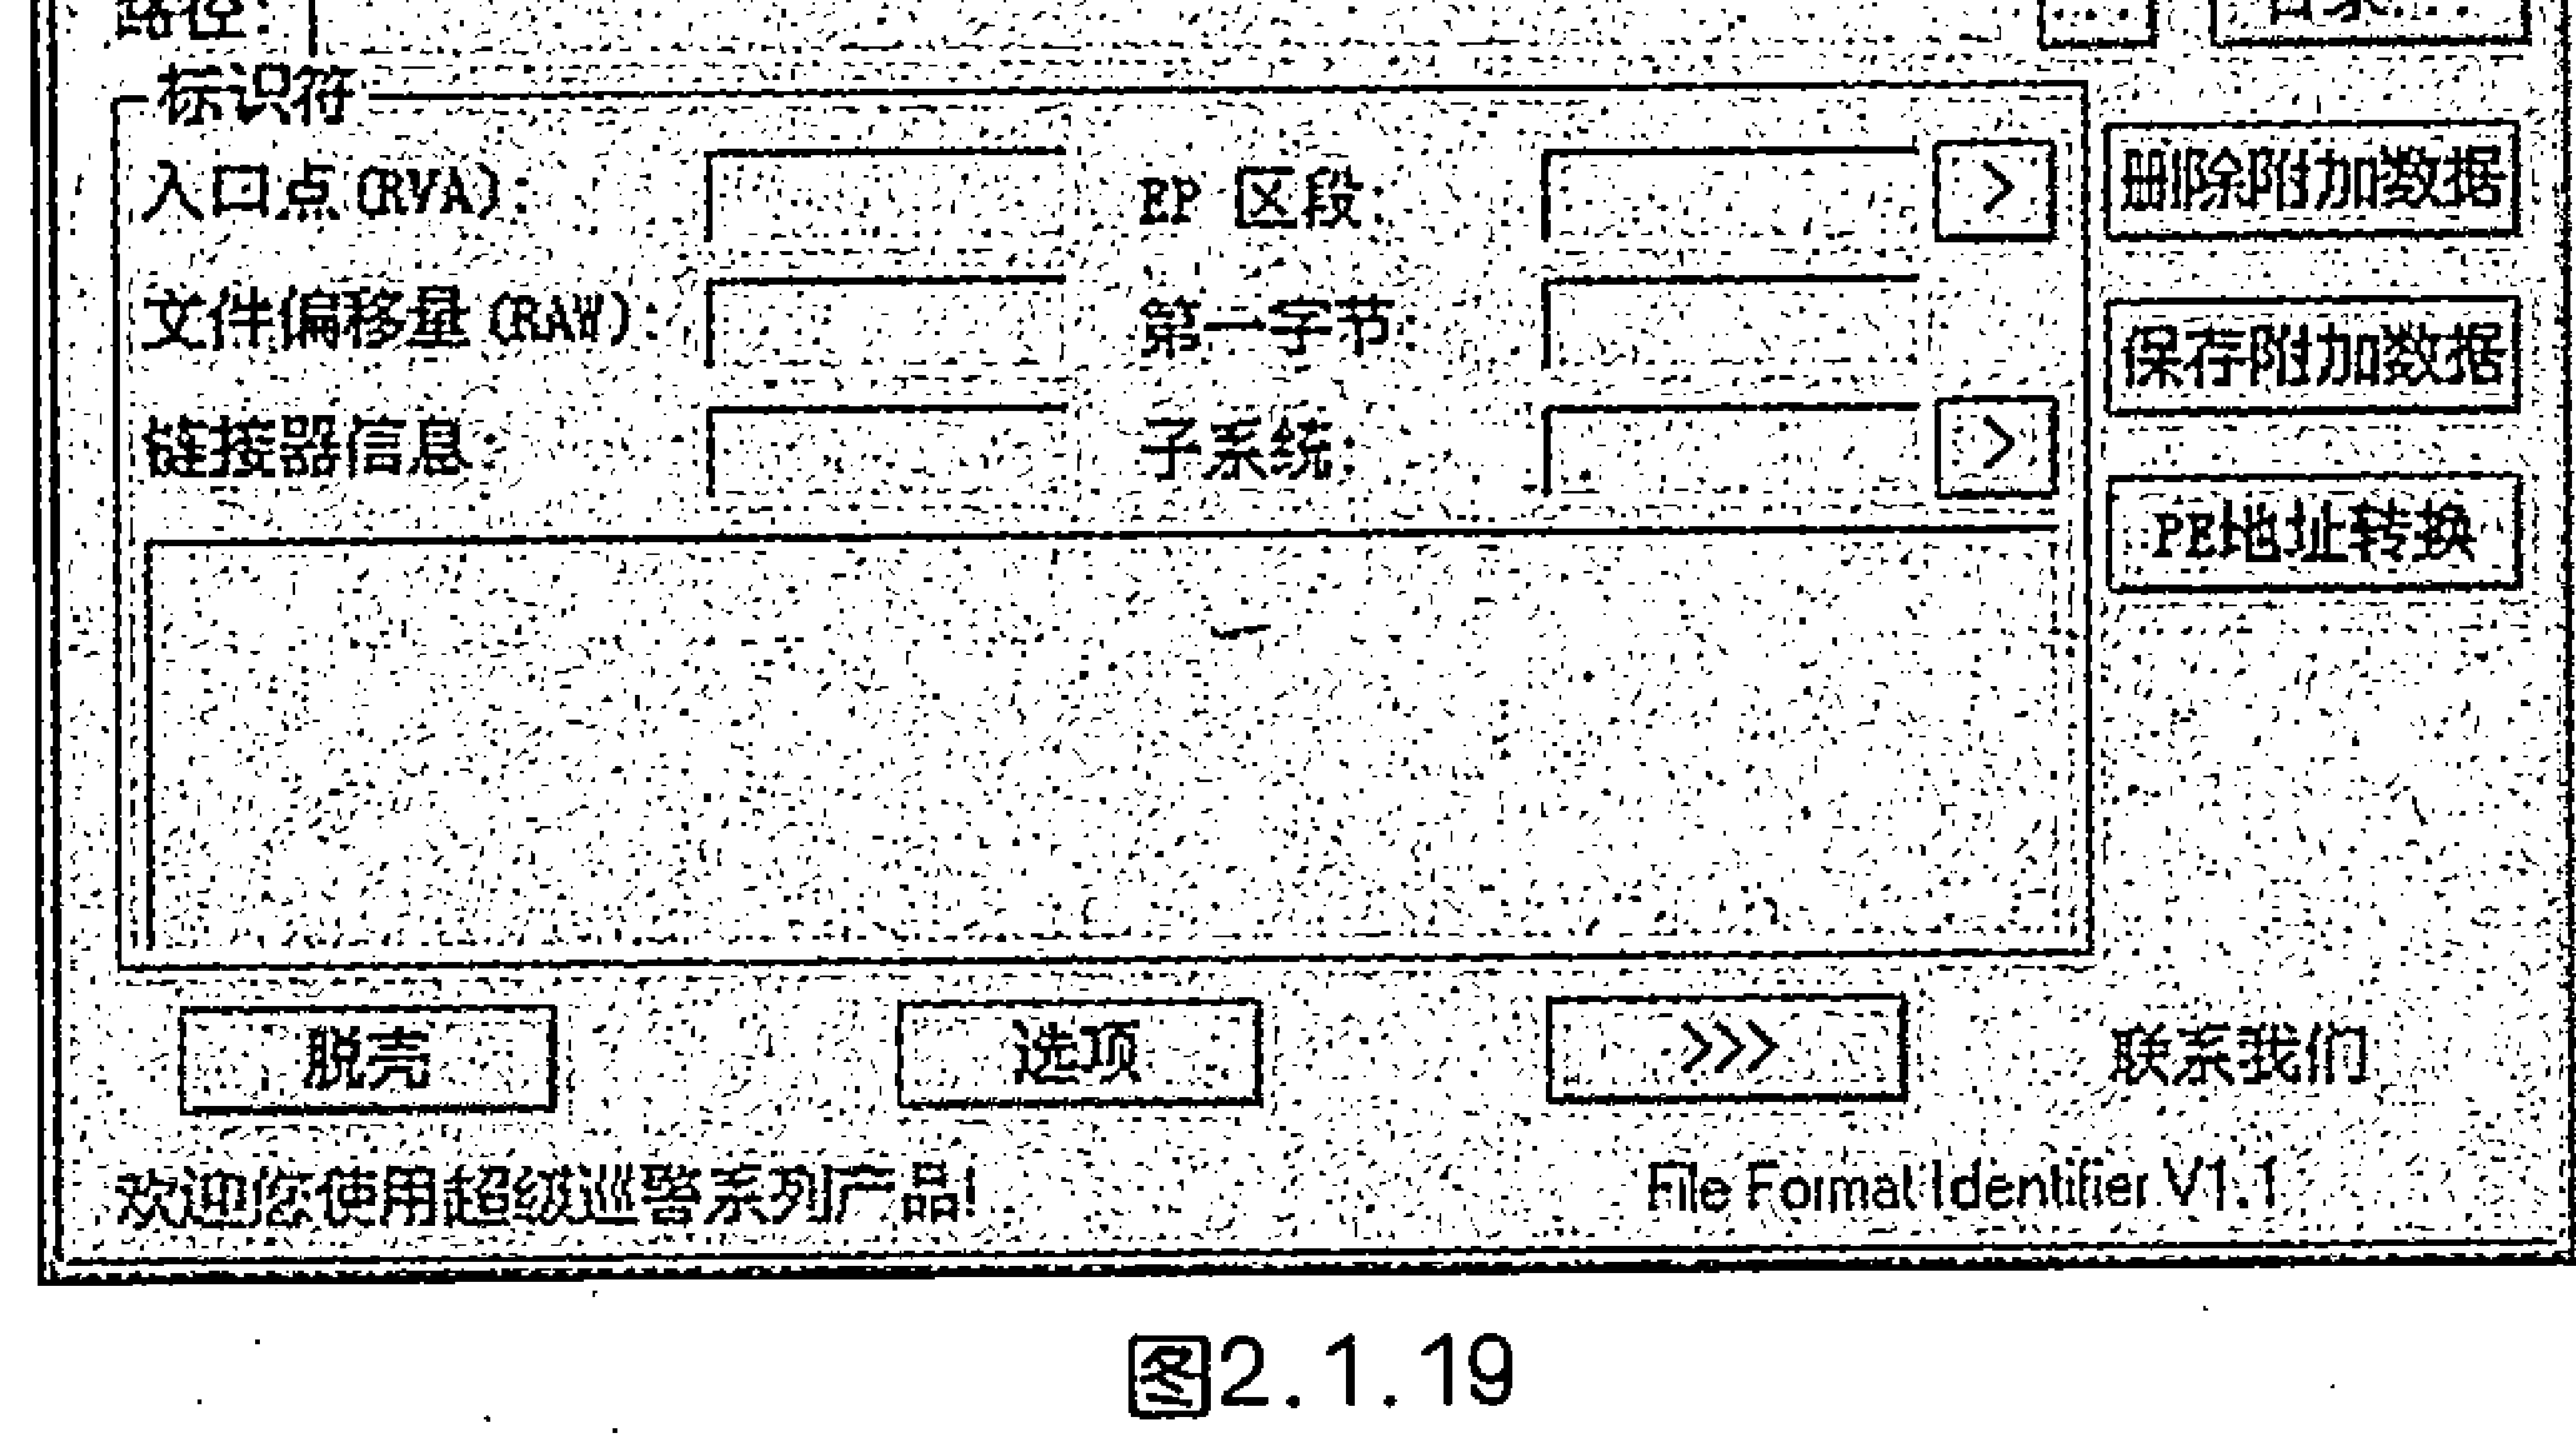 路径:
标识符
入口点(RVA): EP 区段: > 删除附加数据
文件偏移量(RAW): 第一字节: 保存附加数据
链接器信息: 子系统: >
PE地址转换
脱壳 选项 >>> 联系我们
欢迎您使用超级巡警系列产品! File Format Identifier V1.1
图2.1.19